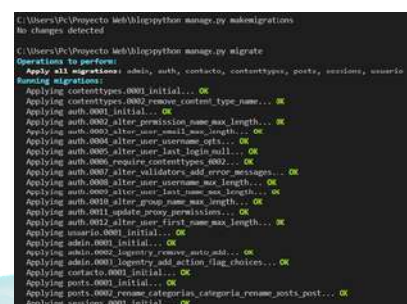 C:\Users\Pc\Proyecto Web\blog>python manage.py makemigrations
No changes detected
C:\Users\Pc\Proyecto Web\blog>python manage.py migrate
Operations to perform:
Apply all migrations: admin, auth, contacto, contenttypes, posts, sessions, usuario
Running migrations:
Applying contenttypes.0001_initial... OK
Applying contenttypes.0002_remove_content_type_name... OK
Applying auth.0001_initial... OK
Applying auth.0002_alter_permission_name_max_length... OK
Applying auth.0003_alter_user_email_max_length... OK
Applying auth.0004_alter_user_username_opts... OK
Applying auth.0005_alter_user_last_login_null... OK
Applying auth.0006_require_contenttypes_0002... OK
Applying auth.0007_alter_validators_add_error_messages... OK
Applying auth.0008_alter_user_username_max_length... OK
Applying auth.0009_alter_user_last_name_max_length... OK
Applying auth.0010_alter_group_name_max_length... OK
Applying auth.0011_update_proxy_permissions... OK
Applying auth.0012_alter_user_first_name_max_length... OK
Applying usuario.0001_initial... OK
Applying admin.0001_initial... OK
Applying admin.0002_logentry_remove_auto_add... OK
Applying admin.0003_logentry_add_action_flag_choices... OK
Applying contacto.0001_initial... OK
Applying posts.0001_initial... OK
Applying posts.0002_rename_categorias_categoria_rename_posts_post... OK
Applying sessions.0001_initial... OK